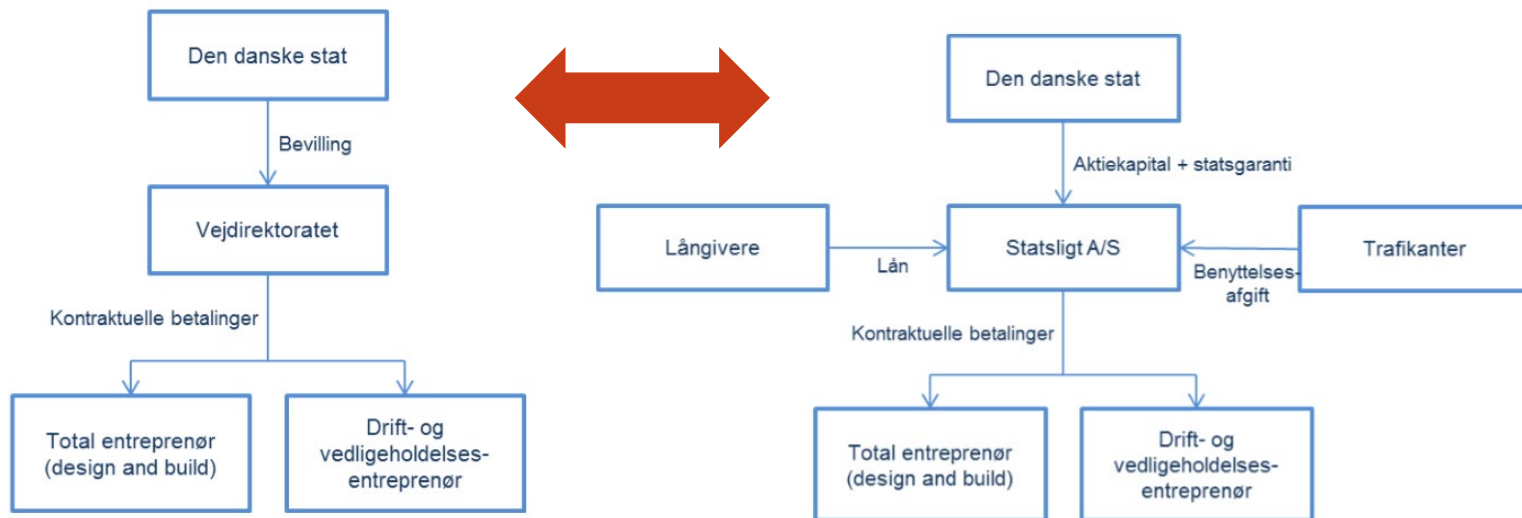 Den danske stat
Bevilling
Vejdirektoratet
Kontraktuelle betalinger
Total entreprenør
(design and build)
Drift- og
vedligeholdelses-
entreprenør
Den danske stat
Aktiekapital + statsgaranti
Långivere
Lån
Statsligt A/S
Benyttelses-
afgift
Trafikanter
Kontraktuelle betalinger
Total entreprenør
(design and build)
Drift- og
vedligeholdelses-
entreprenør